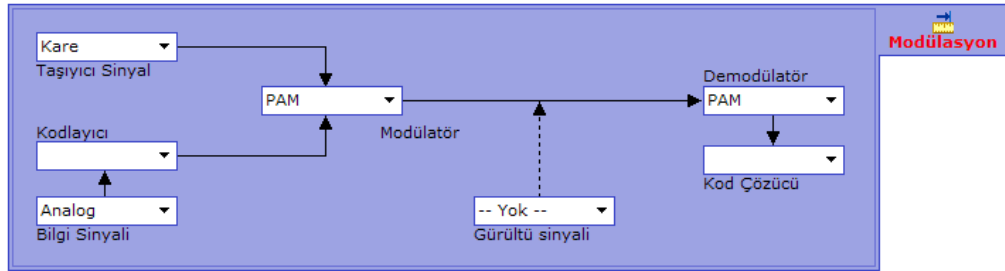 Kare
Taşıyıcı Sinyal
Modülasyon
Demodülatör
PAM
PAM
Kodlayıcı
Modülatör
Kod Çözücü
Analog
Bilgi Sinyali
-- Yok --
Gürültü sinyali